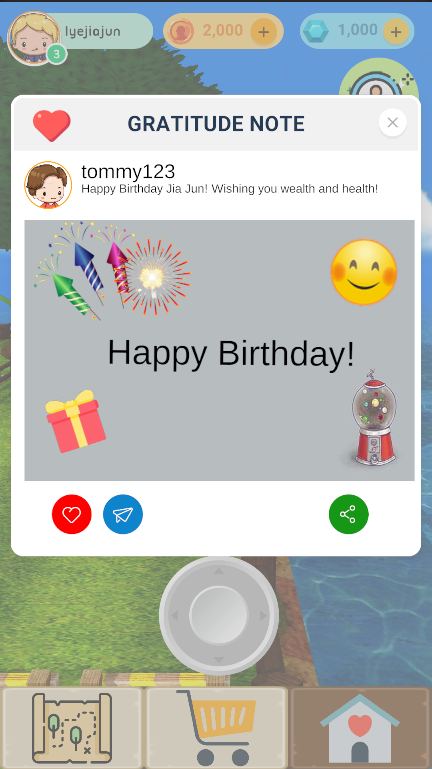 lyejiajun
2,000
1,000
3
GRATITUDE NOTE
tommy123
Happy Birthday Jia Jun! Wishing you wealth and health!
Happy Birthday!